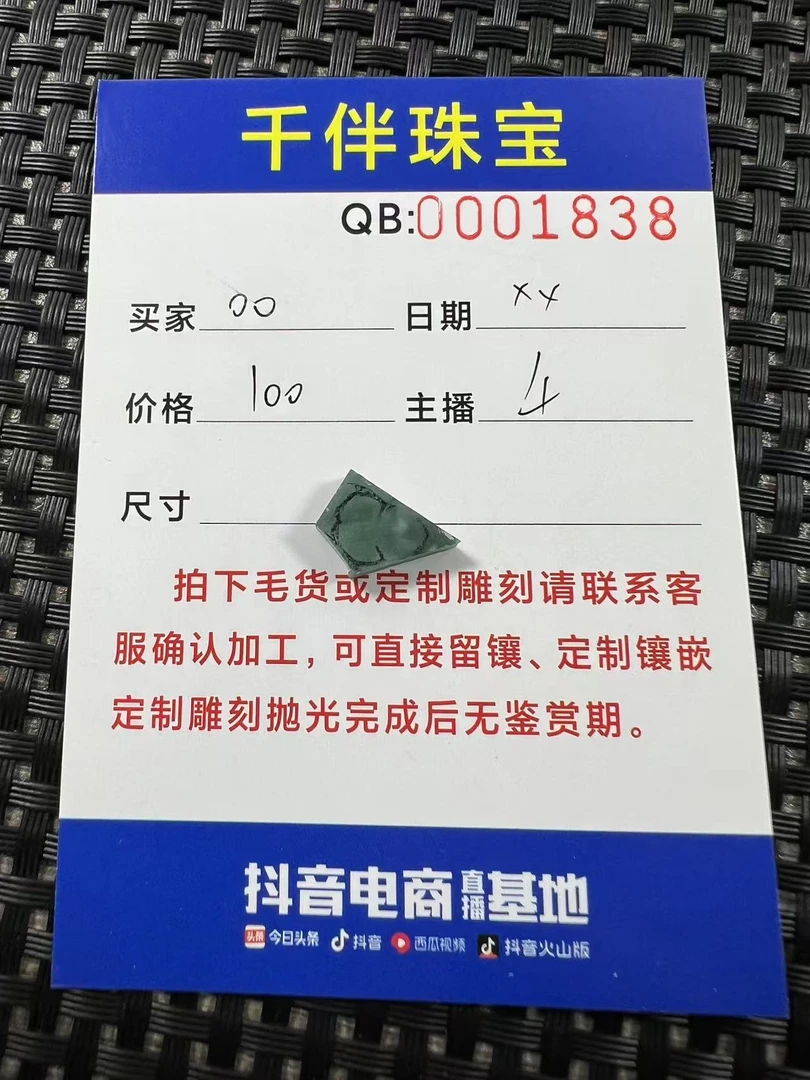 千伴珠宝
QB:0001838
买家 00 日期 xx
价格 100 主播 4
尺寸
拍下毛货或定制雕刻请联系客
服确认加工，可直接留镶、定制镶嵌
定制雕刻抛光完成后无鉴赏期。
抖音电商直播基地
头条 今日头条 抖音 西瓜视频 抖音火山版